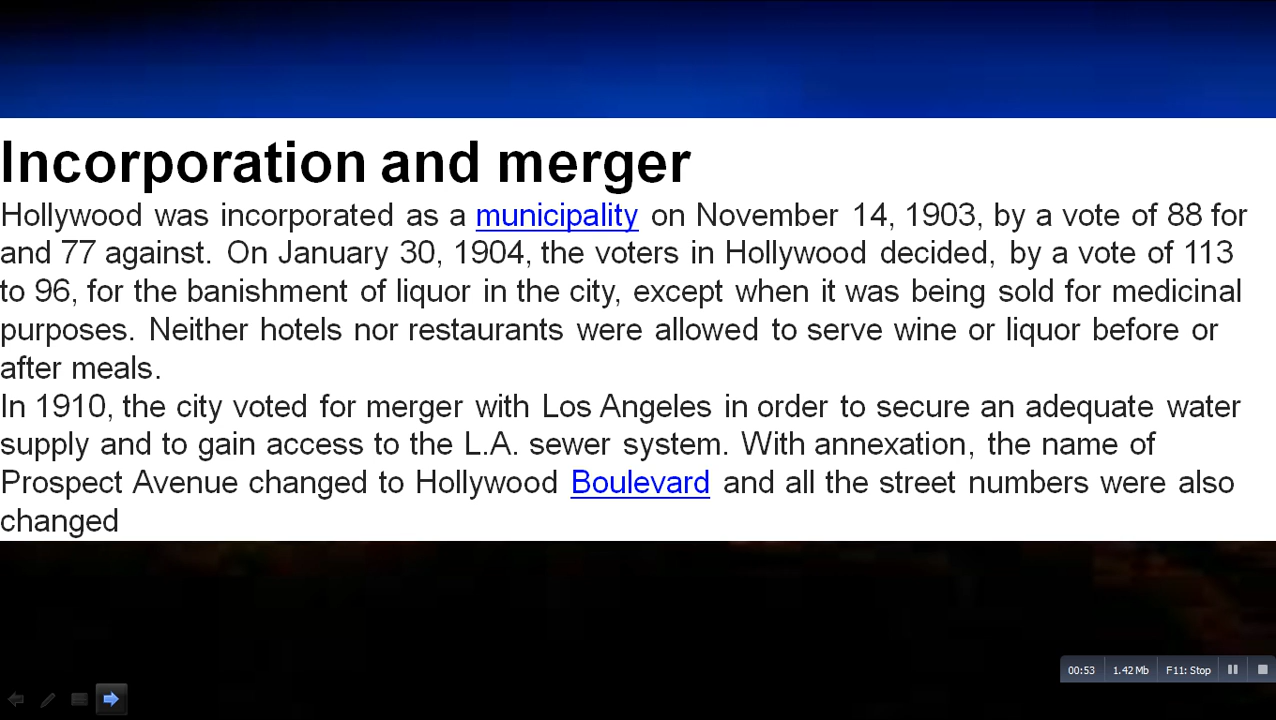 Incorporation and merger
Hollywood was incorporated as a municipality on November 14, 1903, by a vote of 88 for
and 77 against. On January 30, 1904, the voters in Hollywood decided, by a vote of 113
to 96, for the banishment of liquor in the city, except when it was being sold for medicinal
purposes. Neither hotels nor restaurants were allowed to serve wine or liquor before or
after meals.
In 1910, the city voted for merger with Los Angeles in order to secure an adequate water
supply and to gain access to the L.A. sewer system. With annexation, the name of
Prospect Avenue changed to Hollywood Boulevard and all the street numbers were also
changed
00:53 1.42 Mb F11: Stop